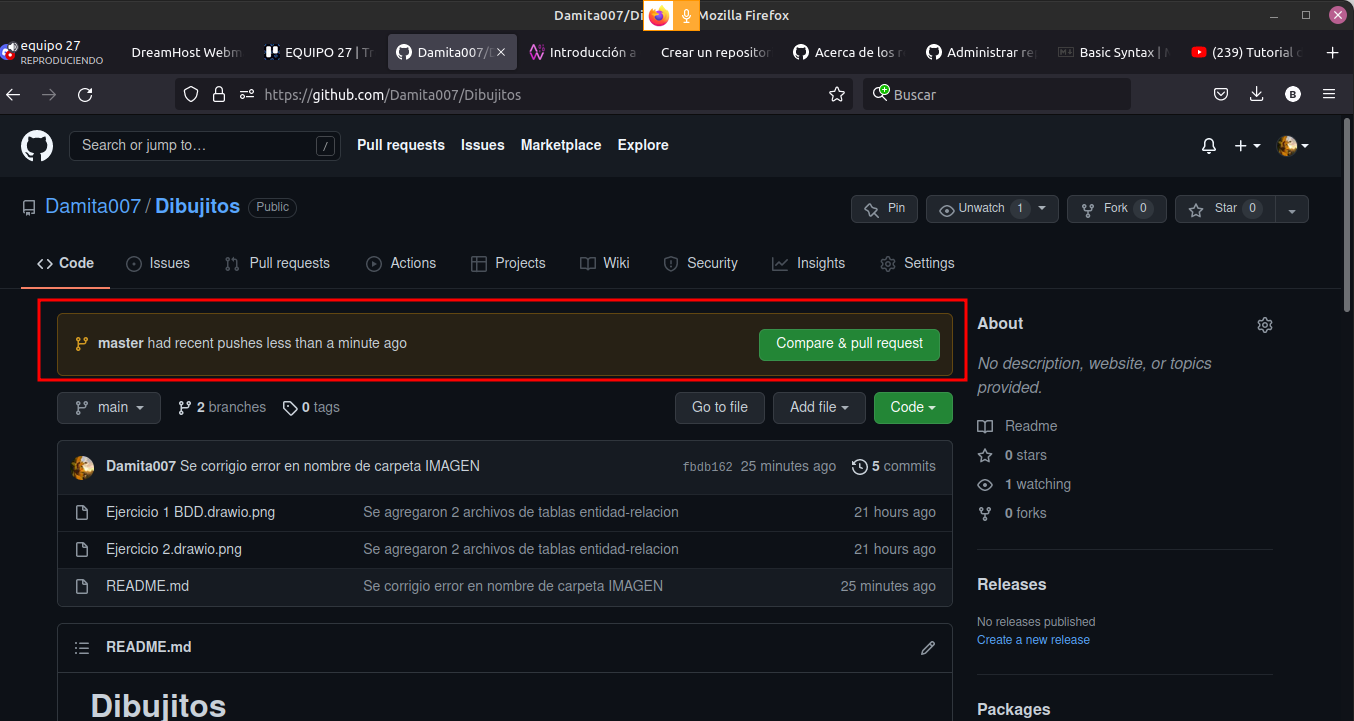 Damita007/Di Mozilla Firefox
equipo 27
REPRODUCIENDO
DreamHost Webm
EQUIPO 27 | Tr
Damita007/D
Introducción a
Crear un repositor
Acerca de los r
Administrar re
Basic Syntax |
(239) Tutorial
https://github.com/Damita007/Dibujitos
Buscar
B
Search or jump to… /
Pull requests Issues Marketplace Explore
Damita007 / Dibujitos Public
Pin Unwatch 1 Fork 0 Star 0
Code Issues Pull requests Actions Projects Wiki Security Insights Settings
master had recent pushes less than a minute ago
Compare & pull request
main 2 branches 0 tags
Go to file Add file Code
Damita007 Se corrigio error en nombre de carpeta IMAGEN fbdb162 25 minutes ago 5 commits
Ejercicio 1 BDD.drawio.png Se agregaron 2 archivos de tablas entidad-relacion 21 hours ago
Ejercicio 2.drawio.png Se agregaron 2 archivos de tablas entidad-relacion 21 hours ago
README.md Se corrigio error en nombre de carpeta IMAGEN 25 minutes ago
README.md
Dibujitos
About
No description, website, or topics
provided.
Readme
0 stars
1 watching
0 forks
Releases
No releases published
Create a new release
Packages